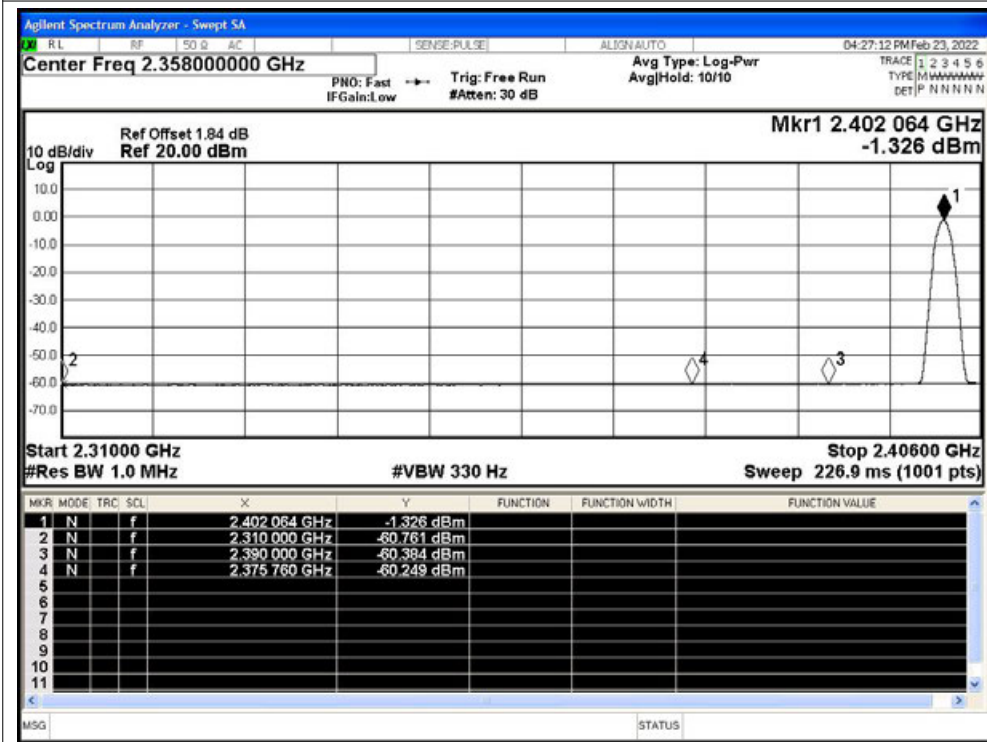 Agilent Spectrum Analyzer - Swept SA
LXI RL RF 50 Ω AC SENSE:PULSE ALIGN AUTO 04:27:12 PM Feb 23, 2022
Center Freq 2.358000000 GHz
PNO: Fast
IFGain:Low
Trig: Free Run
#Atten: 30 dB
Avg Type: Log-Pwr
Avg|Hold: 10/10
TRACE 1 2 3 4 5 6
TYPE MWWWWW
DET P N N N N N
Mkr1 2.402 064 GHz
-1.326 dBm
Ref Offset 1.84 dB
10 dB/div Ref 20.00 dBm
Log
10.0
0.00
-10.0
-20.0
-30.0
-40.0
-50.0
-60.0
-70.0
1
2
4
3
Start 2.31000 GHz Stop 2.40600 GHz
#Res BW 1.0 MHz #VBW 330 Hz Sweep 226.9 ms (1001 pts)
MKR MODE TRC SCL X Y FUNCTION FUNCTION WIDTH FUNCTION VALUE
1 N f 2.402 064 GHz -1.326 dBm
2 N f 2.310 000 GHz -60.761 dBm
3 N f 2.390 000 GHz -60.384 dBm
4 N f 2.375 760 GHz -60.249 dBm
5
6
7
8
9
10
11
MSG STATUS